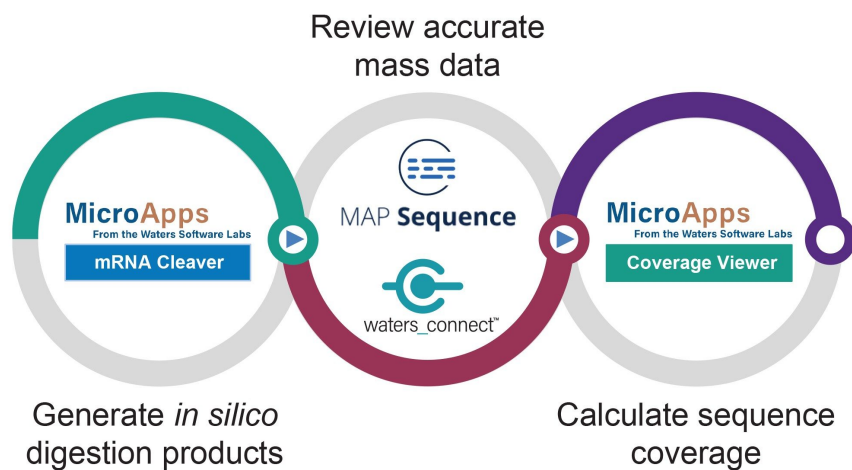 Review accurate
mass data
MicroApps
From the Waters Software Labs
mRNA Cleaver
MAP Sequence
waters_connect™
MicroApps
From the Waters Software Labs
Coverage Viewer
Generate in silico
digestion products
Calculate sequence
coverage